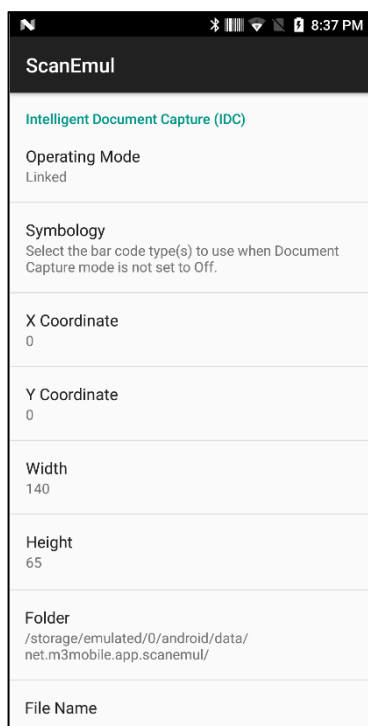 8:37 PM
ScanEmul
Intelligent Document Capture (IDC)
Operating Mode
Linked
Symbology
Select the bar code type(s) to use when Document
Capture mode is not set to Off.
X Coordinate
0
Y Coordinate
0
Width
140
Height
65
Folder
/storage/emulated/0/android/data/
net.m3mobile.app.scanemul/
File Name